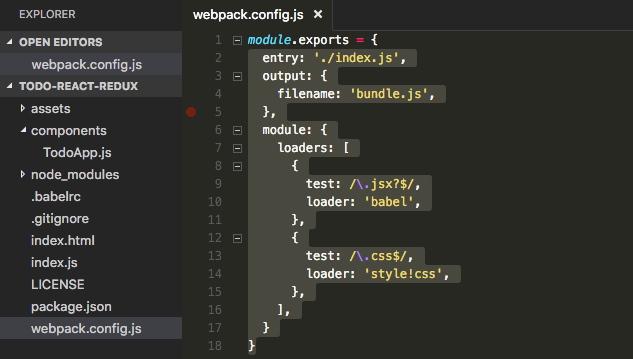 EXPLORER
OPEN EDITORS
webpack.config.js
TODO-REACT-REDUX
assets
components
TodoApp.js
node_modules
.babelrc
.gitignore
index.html
index.js
LICENSE
package.json
webpack.config.js
webpack.config.js ×
1 module.exports = {
2   entry: './index.js',
3   output: {
4     filename: 'bundle.js',
5   },
6   module: {
7     loaders: [
8       {
9         test: /\.jsx?$/,
10         loader: 'babel',
11       },
12       {
13         test: /\.css$/,
14         loader: 'style!css',
15       },
16     ],
17   }
18 }